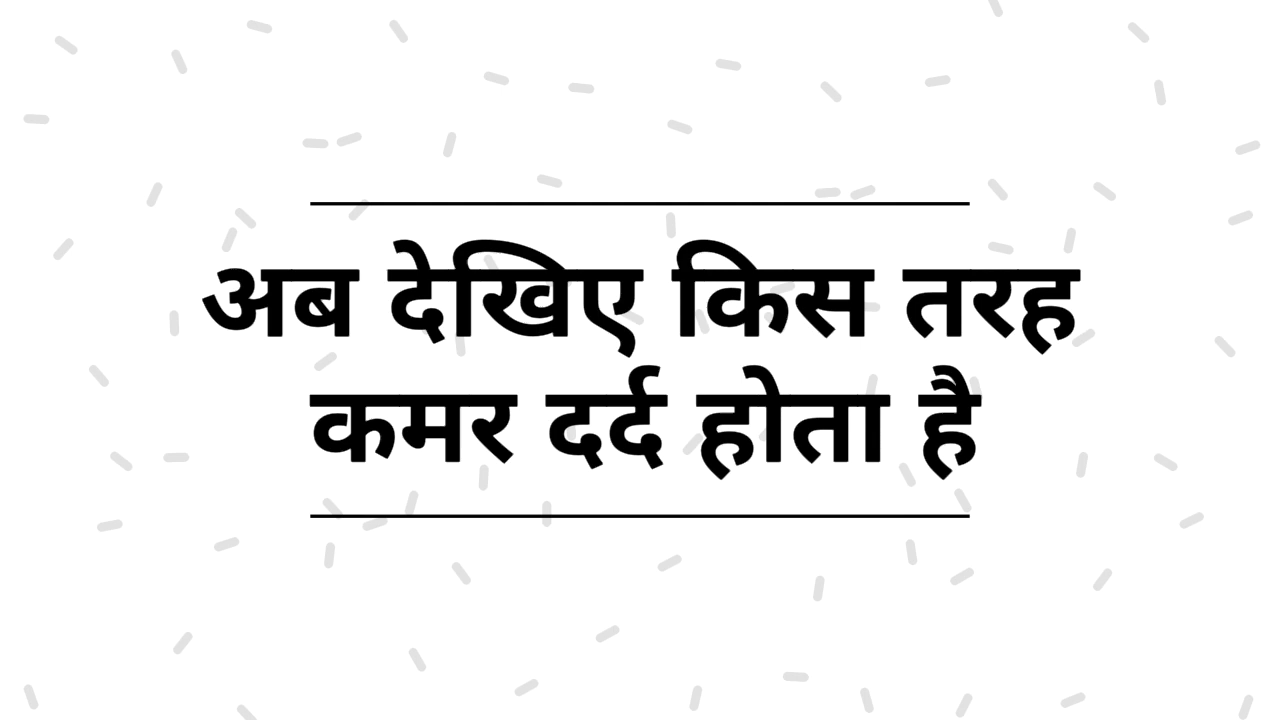 अब देखिए किस तरह
कमर दर्द होता है